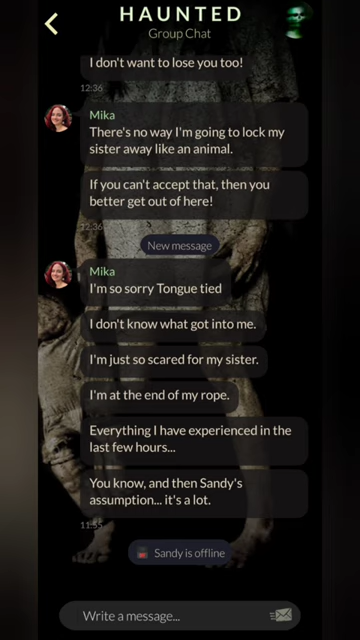 HAUNTED
Group Chat
I don't want to lose you too!
12:36
Mika
There's no way I'm going to lock my
sister away like an animal.
If you can't accept that, then you
better get out of here!
12:36
New message
Mika
I'm so sorry Tongue tied
I don't know what got into me.
I'm just so scared for my sister.
I'm at the end of my rope.
Everything I have experienced in the
last few hours...
You know, and then Sandy's
assumption... it's a lot.
11:55
Sandy is offline
Write a message...